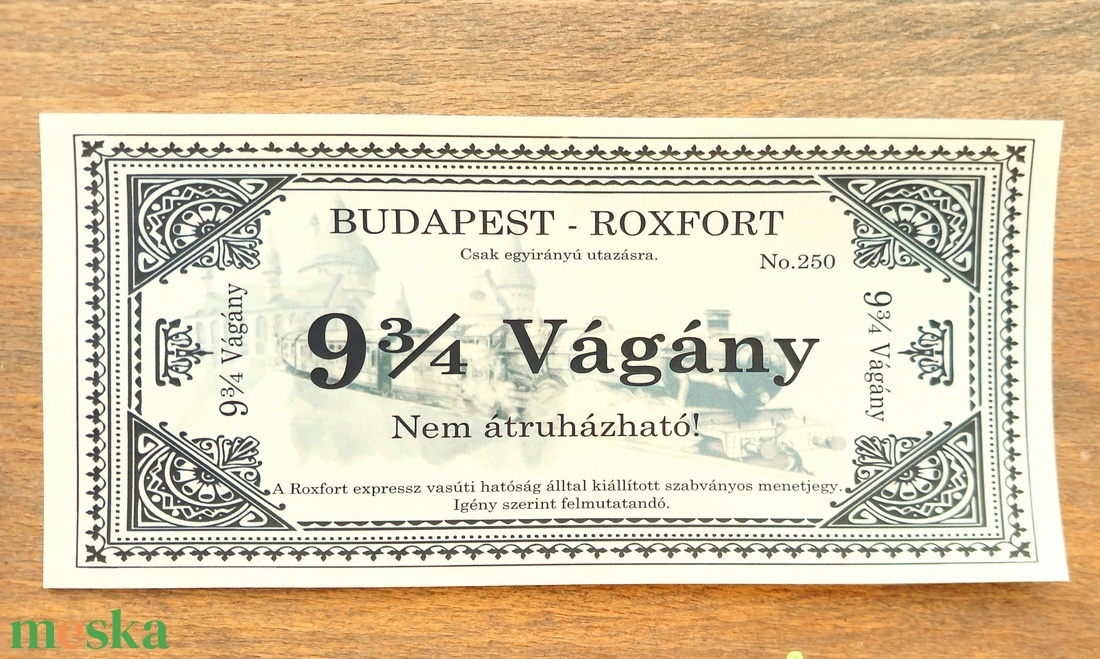 BUDAPEST - ROXFORT
Csak egyirányú utazásra.
No.250
9¾ Vágány
9¾ Vágány
9¾ Vágány
Nem átruházható!
A Roxfort expressz vasúti hatóság álltal kiállított szabványos menetjegy.
Igény szerint felmutatandó.
meska